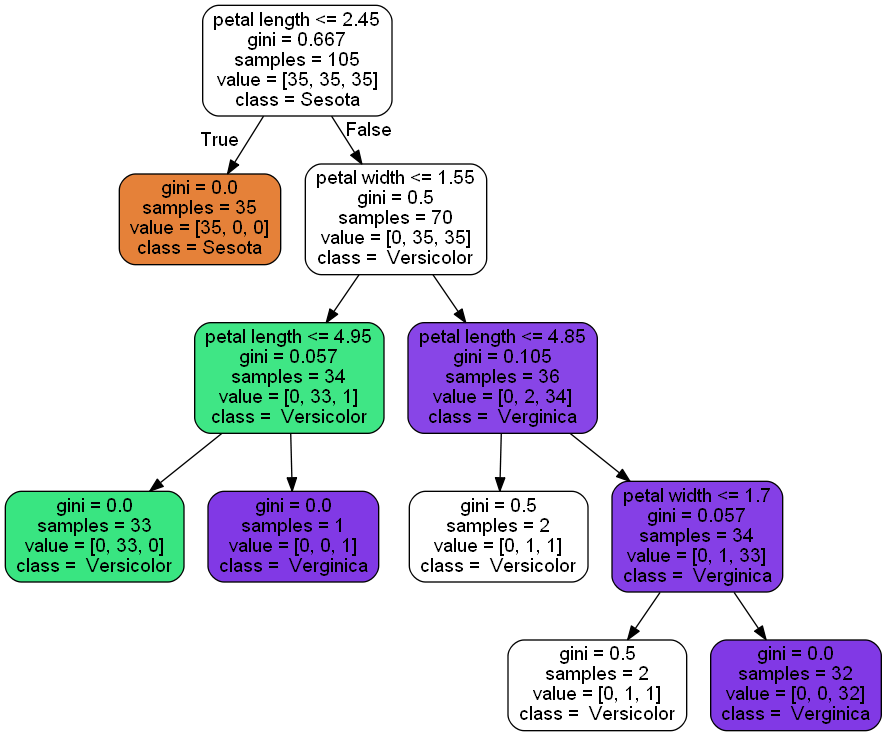 petal length <= 2.45
gini = 0.667
samples = 105
value = [35, 35, 35]
class = Sesota
True
False
gini = 0.0
samples = 35
value = [35, 0, 0]
class = Sesota
petal width <= 1.55
gini = 0.5
samples = 70
value = [0, 35, 35]
class =  Versicolor
petal length <= 4.95
gini = 0.057
samples = 34
value = [0, 33, 1]
class =  Versicolor
petal length <= 4.85
gini = 0.105
samples = 36
value = [0, 2, 34]
class =  Verginica
gini = 0.0
samples = 33
value = [0, 33, 0]
class =  Versicolor
gini = 0.0
samples = 1
value = [0, 0, 1]
class =  Verginica
gini = 0.5
samples = 2
value = [0, 1, 1]
class =  Versicolor
petal width <= 1.7
gini = 0.057
samples = 34
value = [0, 1, 33]
class =  Verginica
gini = 0.5
samples = 2
value = [0, 1, 1]
class =  Versicolor
gini = 0.0
samples = 32
value = [0, 0, 32]
class =  Verginica